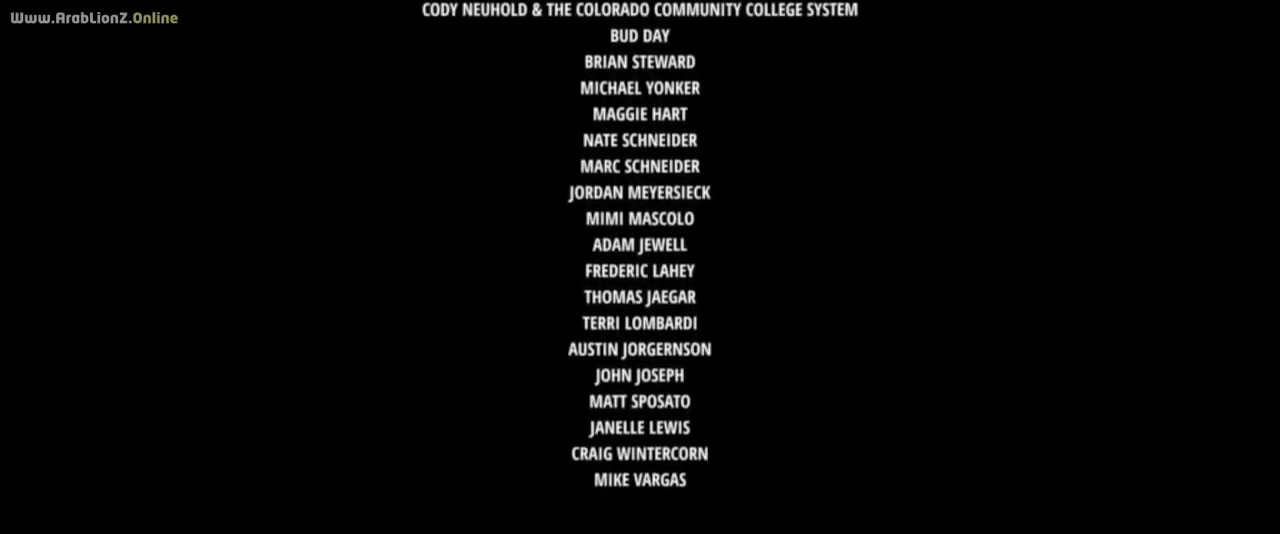 Www.ArabLionZ.Online
CODY NEUHOLD & THE COLORADO COMMUNITY COLLEGE SYSTEM
BUD DAY
BRIAN STEWARD
MICHAEL YONKER
MAGGIE HART
NATE SCHNEIDER
MARC SCHNEIDER
JORDAN MEYERSIECK
MIMI MASCOLO
ADAM JEWELL
FREDERIC LAHEY
THOMAS JAEGAR
TERRI LOMBARDI
AUSTIN JORGERNSON
JOHN JOSEPH
MATT SPOSATO
JANELLE LEWIS
CRAIG WINTERCORN
MIKE VARGAS